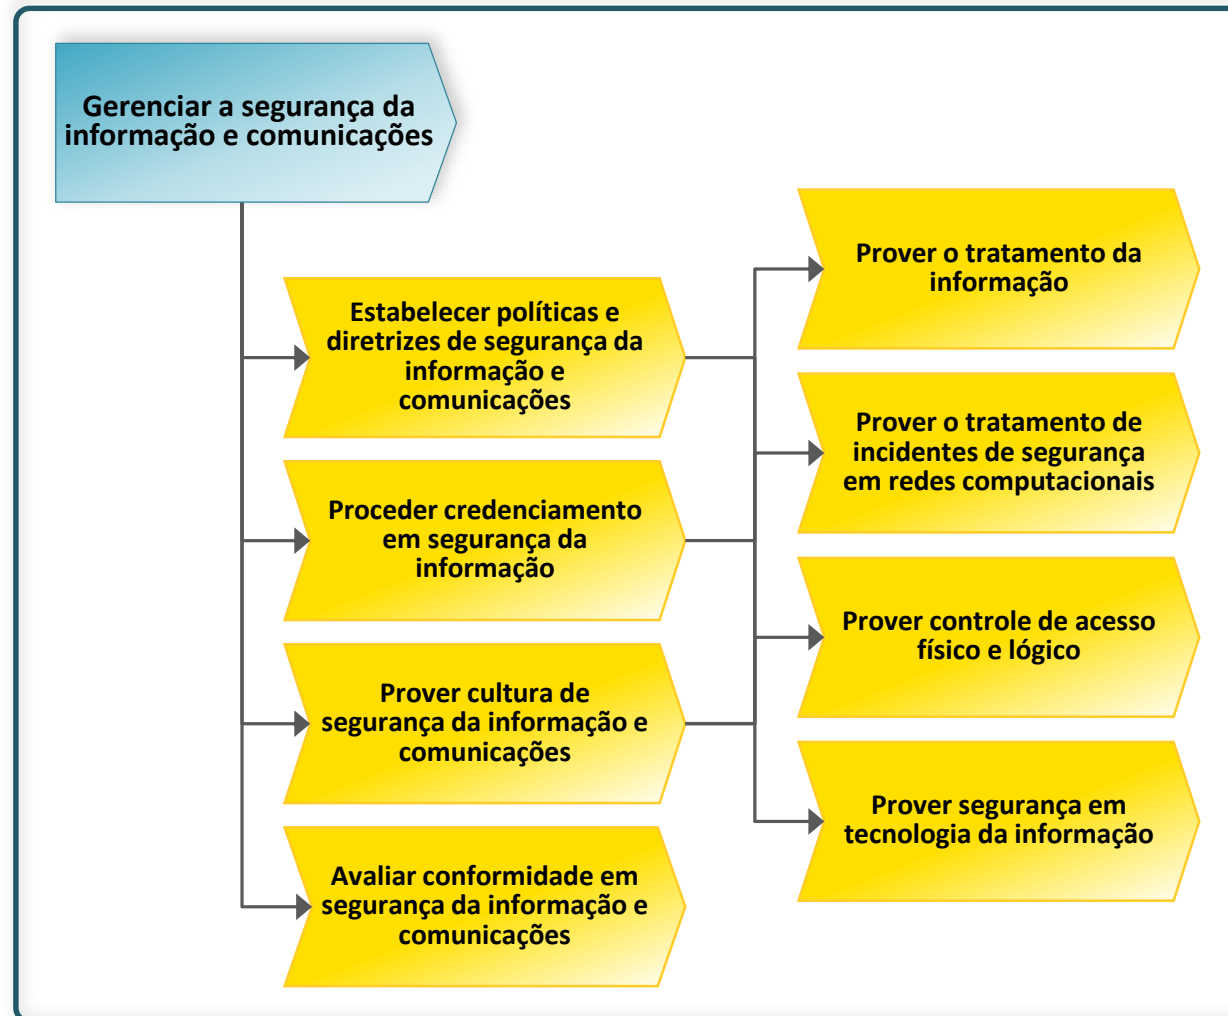 Gerenciar a segurança da
informação e comunicações
Estabelecer políticas e
diretrizes de segurança da
informação e
comunicações
Proceder credenciamento
em segurança da
informação
Prover cultura de
segurança da informação e
comunicações
Avaliar conformidade em
segurança da informação e
comunicações
Prover o tratamento da
informação
Prover o tratamento de
incidentes de segurança
em redes computacionais
Prover controle de acesso
físico e lógico
Prover segurança em
tecnologia da informação